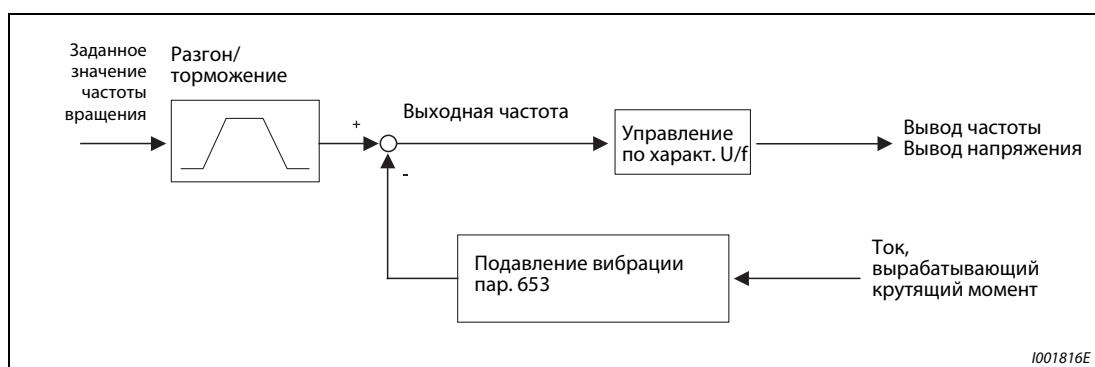 Заданное
значение
частоты
вращения
Разгон/
торможение
+
Выходная частота
-
Управление
по характ. U/f
Вывод частоты
Вывод напряжения
Подавление вибрации
пар. 653
Ток,
вырабатывающий
крутящий момент
I001816E